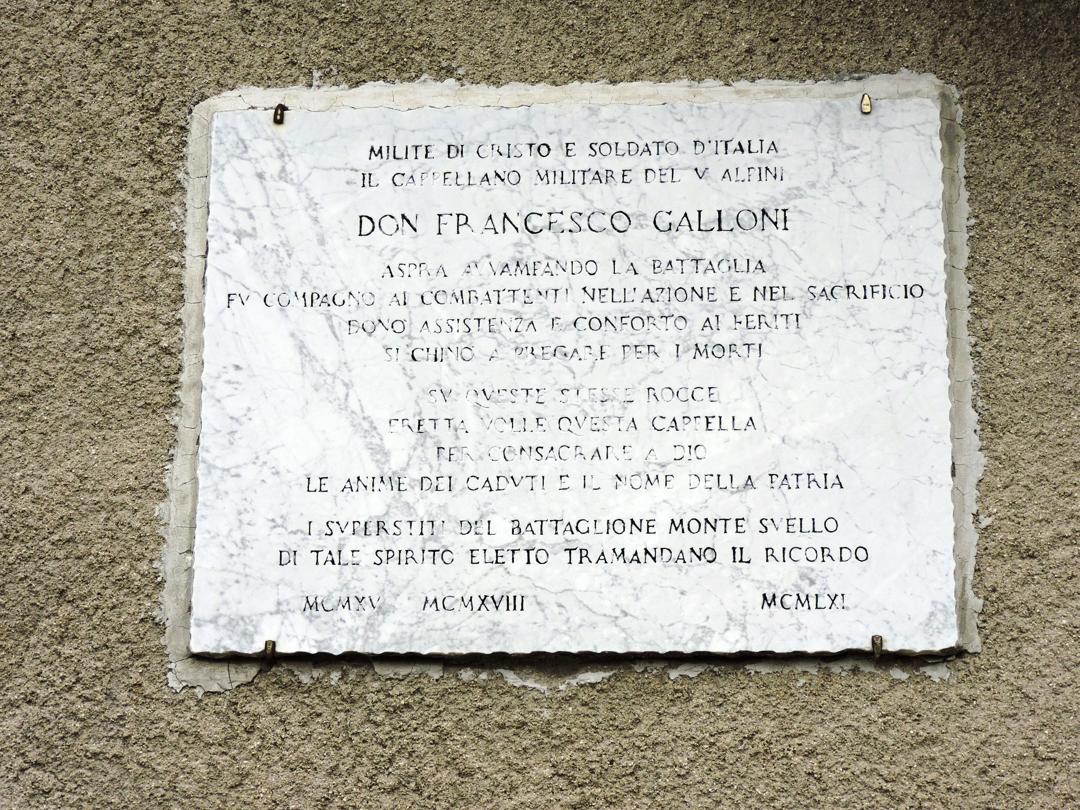 MILITE DI CRISTO E SOLDATO D'ITALIA
IL CAPPELLANO MILITARE DEL V ALPINI
DON FRANCESCO GALLONI
ASPRA AVVAMPANDO LA BATTAGLIA
FV COMPAGNO AI COMBATTENTI NELL'AZIONE E NEL SACRIFICIO
DONO' ASSISTENZA E CONFORTO AI FERITI
SI CHINO A PREGARE PER I MORTI
SV QVESTE STESSE ROCCE
ERETTA VOLLE QVESTA CAPPELLA
PER CONSACRARE A DIO
LE ANIME DEI CADVTI E IL NOME DELLA PATRIA
I SVPERSTITI DEL BATTAGLIONE MONTE SVELLO
DI TALE SPIRITO ELETTO TRAMANDANO IL RICORDO
MCMXV MCMXVIII MCMLXI